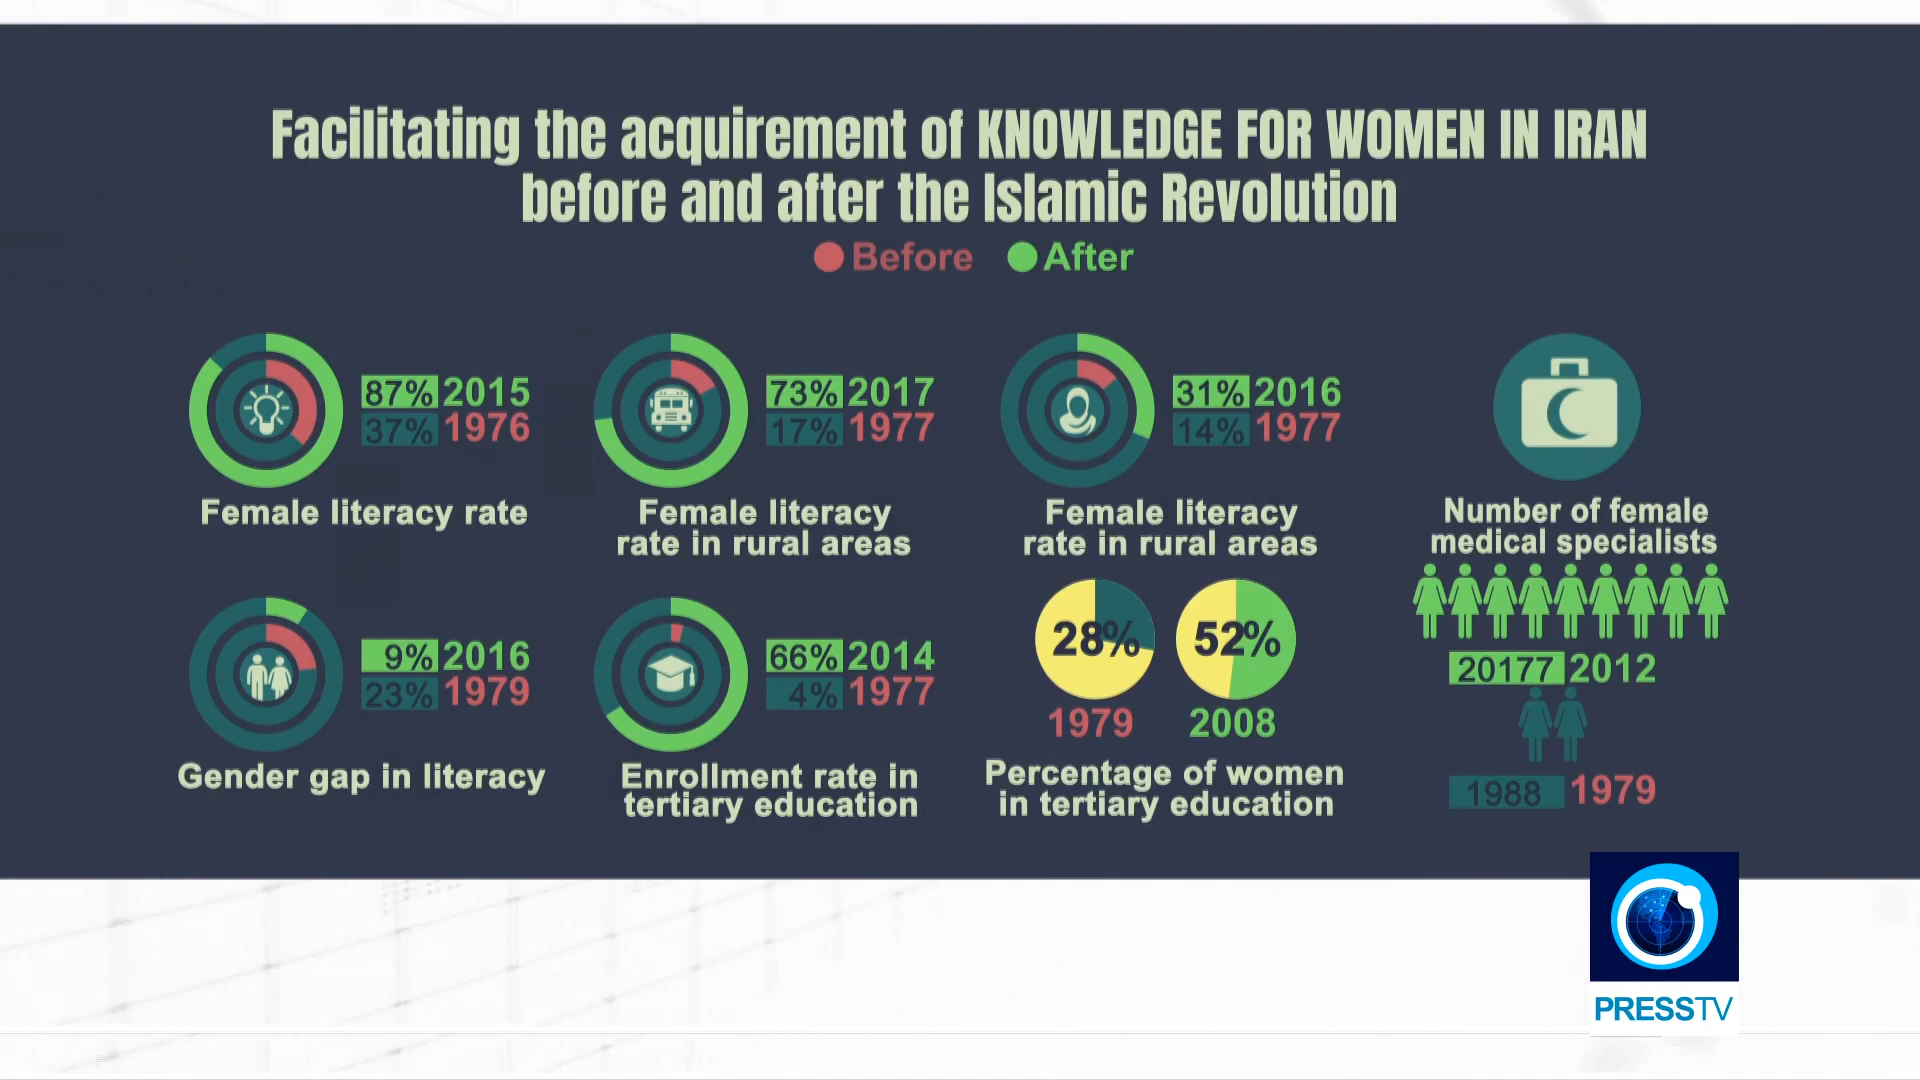 Facilitating the acquirement of KNOWLEDGE FOR WOMEN IN IRAN
before and after the Islamic Revolution
Before After
87% 2015
37% 1976
Female literacy rate
73% 2017
17% 1977
Female literacy
rate in rural areas
31% 2016
14% 1977
Female literacy
rate in rural areas
Number of female
medical specialists
20177 2012
1988 1979
9% 2016
23% 1979
Gender gap in literacy
66% 2014
4% 1977
Enrollment rate in
tertiary education
28% 52%
1979 2008
Percentage of women
in tertiary education
PRESSTV